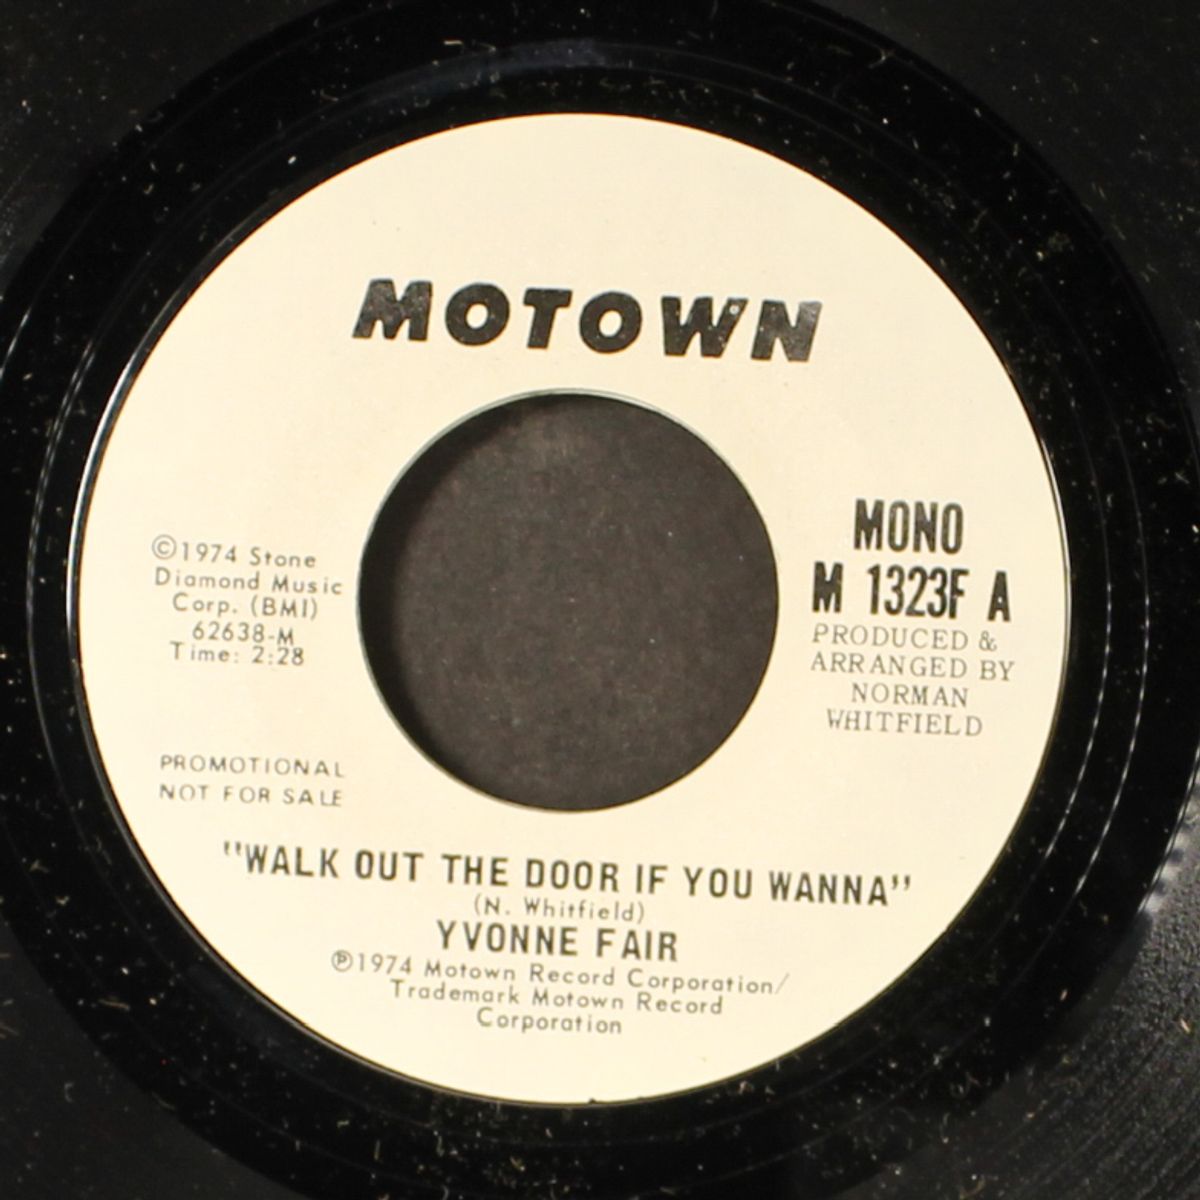 MOTOWN
©1974 Stone
Diamond Music
Corp. (BMI)
62638-M
Time: 2:28
MONO
M 1323F A
PRODUCED &
ARRANGED BY
NORMAN
WHITFIELD
PROMOTIONAL
NOT FOR SALE
"WALK OUT THE DOOR IF YOU WANNA"
(N. Whitfield)
YVONNE FAIR
℗1974 Motown Record Corporation/
Trademark Motown Record
Corporation